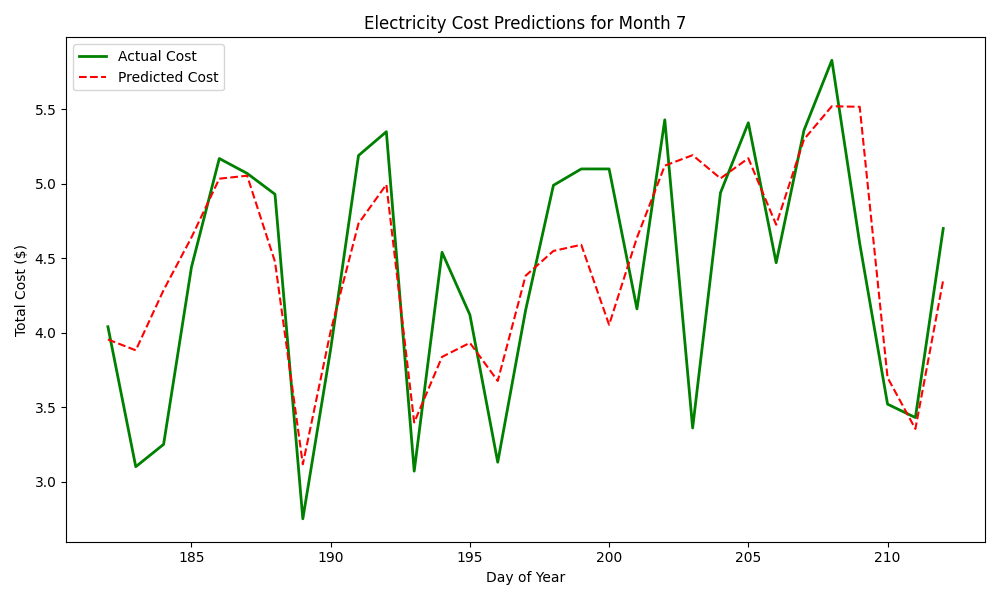 Electricity Cost Predictions for Month 7
Actual Cost
Predicted Cost
Total Cost ($)
5.5
5.0
4.5
4.0
3.5
3.0
185 190 195 200 205 210
Day of Year